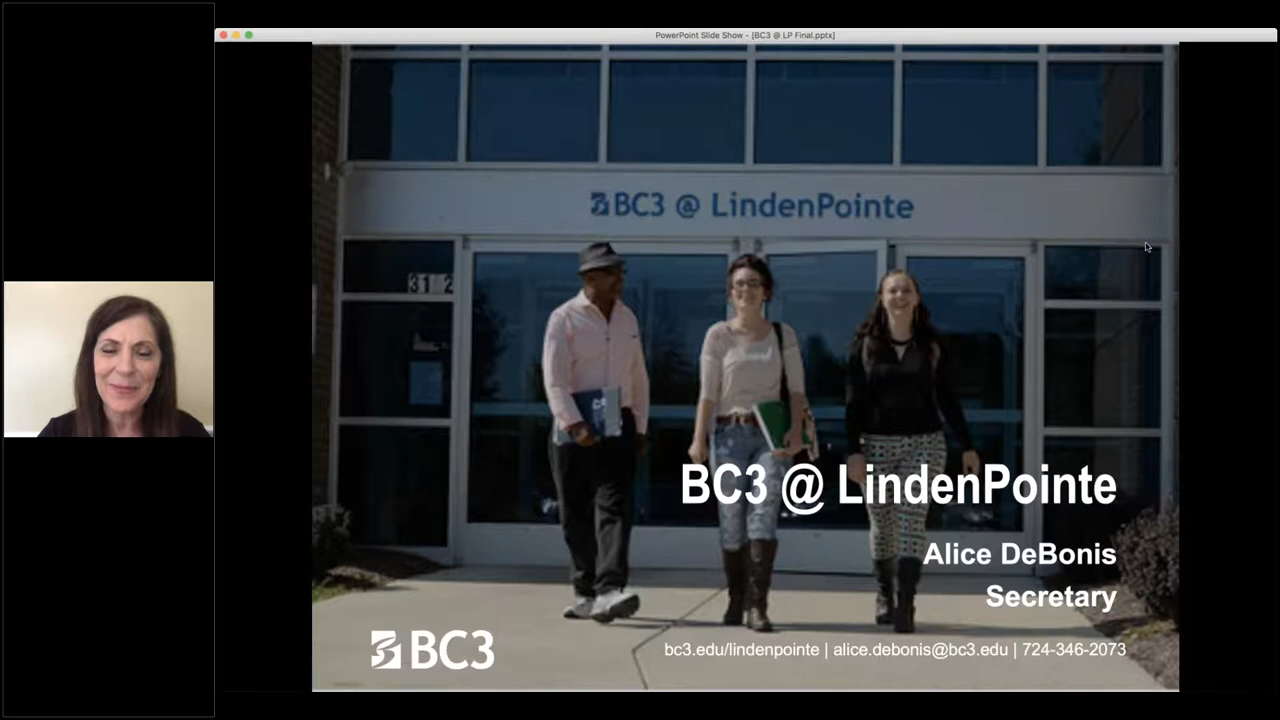 PowerPoint Slide Show - [BC3 @ LP Final.pptx]
BC3 @ LindenPointe
BC3 @ LindenPointe
Alice DeBonis
Secretary
BC3
bc3.edu/lindenpointe | alice.debonis@bc3.edu | 724-346-2073